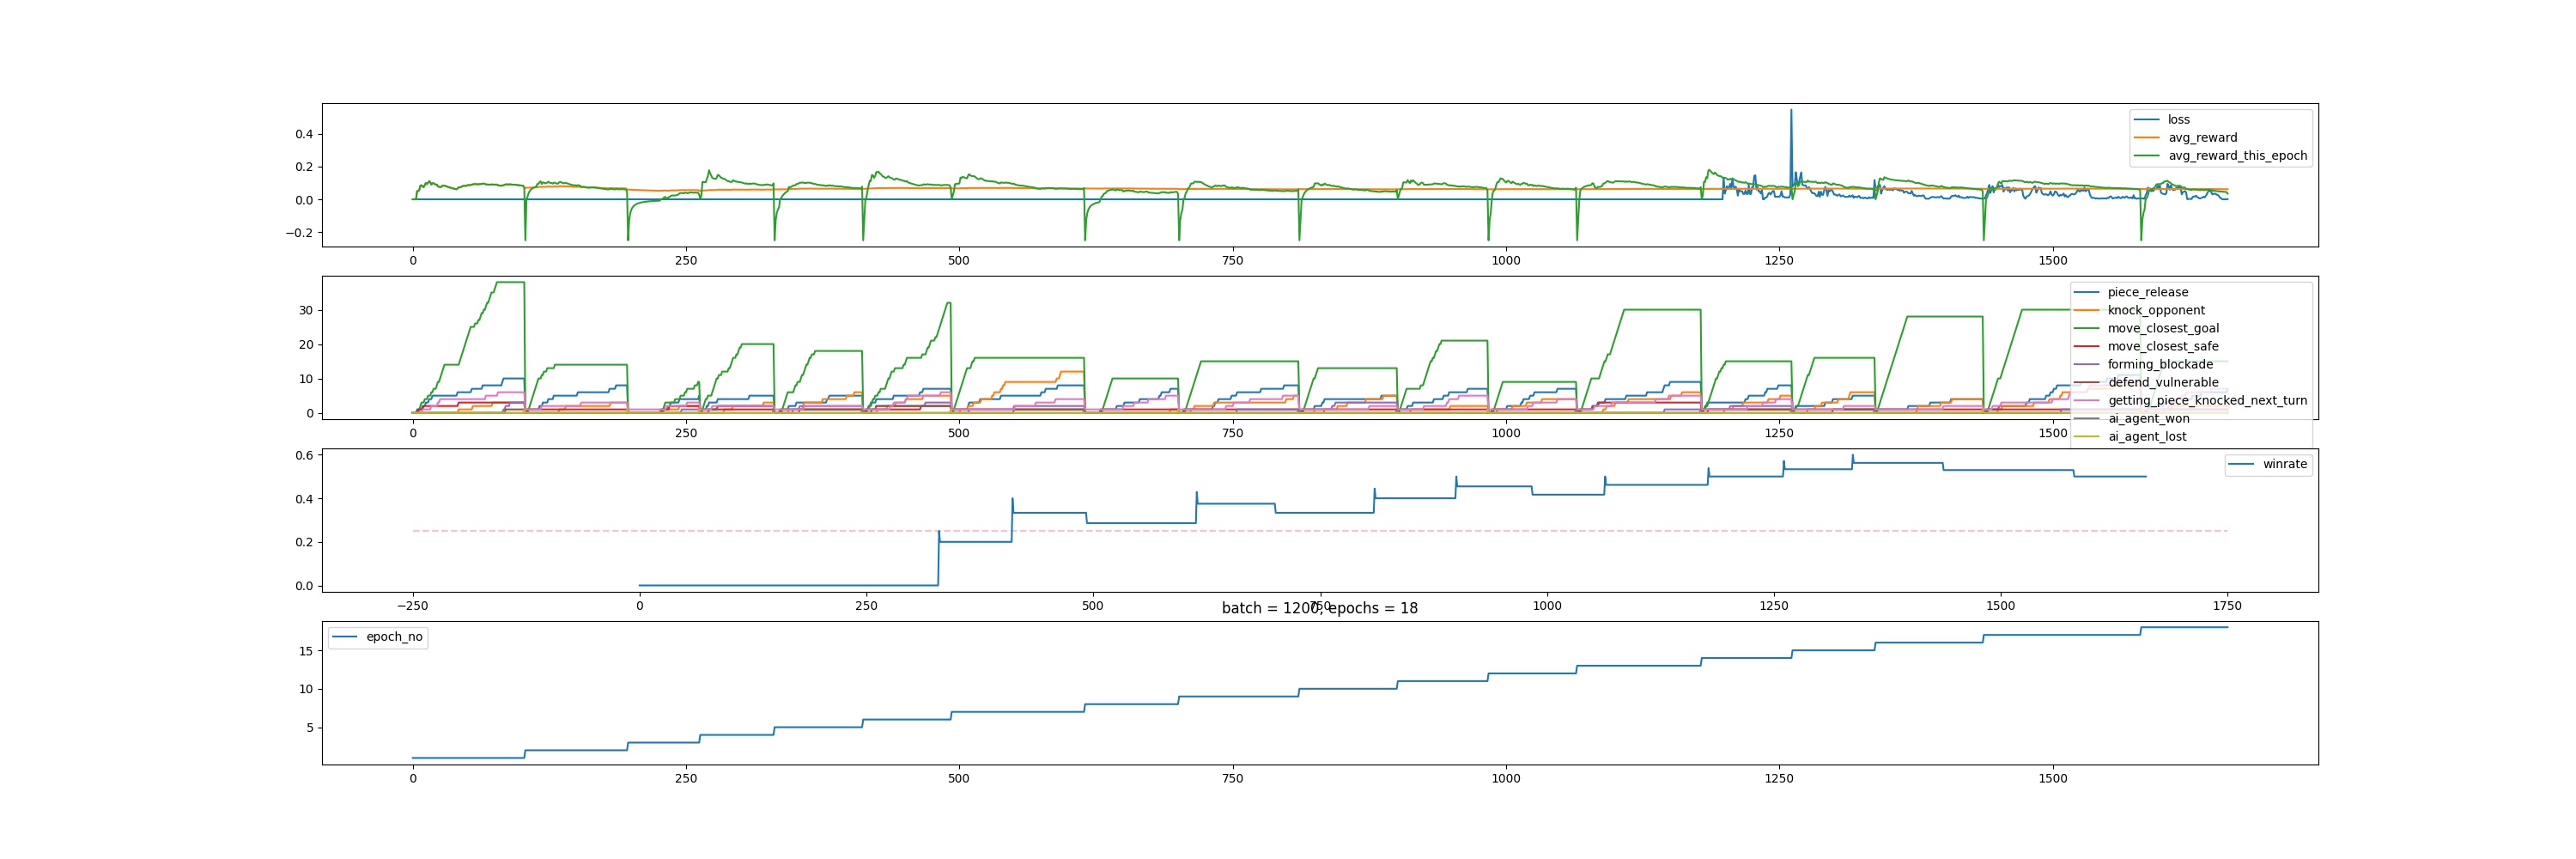 0.4
0.2
0.0
−0.2
loss
avg_reward
avg_reward_this_epoch
0 250 500 750 1000 1250 1500
30
20
10
0
piece_release
knock_opponent
move_closest_goal
move_closest_safe
forming_blockade
defend_vulnerable
getting_piece_knocked_next_turn
ai_agent_won
ai_agent_lost
0 250 500 750 1000 1250 1500
0.6
0.4
0.2
0.0
winrate
−250 0 250 500 750 1000 1250 1500 1750
batch = 1200, epochs = 18
15
10
5
epoch_no
0 250 500 750 1000 1250 1500